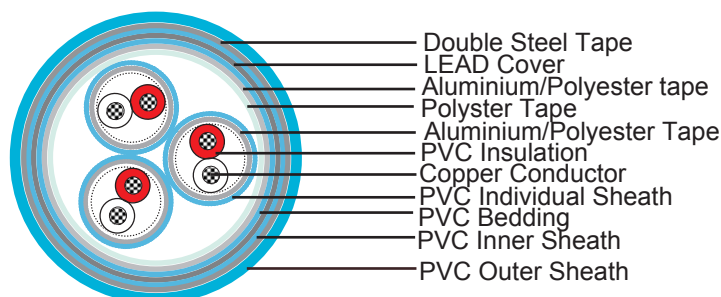 Double Steel Tape
LEAD Cover
Aluminium/Polyester tape
Polyster Tape
Aluminium/Polyester Tape
PVC Insulation
Copper Conductor
PVC Individual Sheath
PVC Bedding
PVC Inner Sheath
PVC Outer Sheath